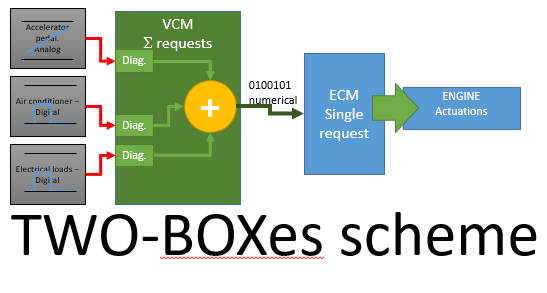 Accelerator
pedal.
Analog
Air conditioner –
Digital
Electrical loads –
Digital
VCM
Σ requests
Diag.
Diag.
Diag.
+
0100101
numerical
ECM
Single
request
ENGINE
Actuations
TWO-BOXes scheme